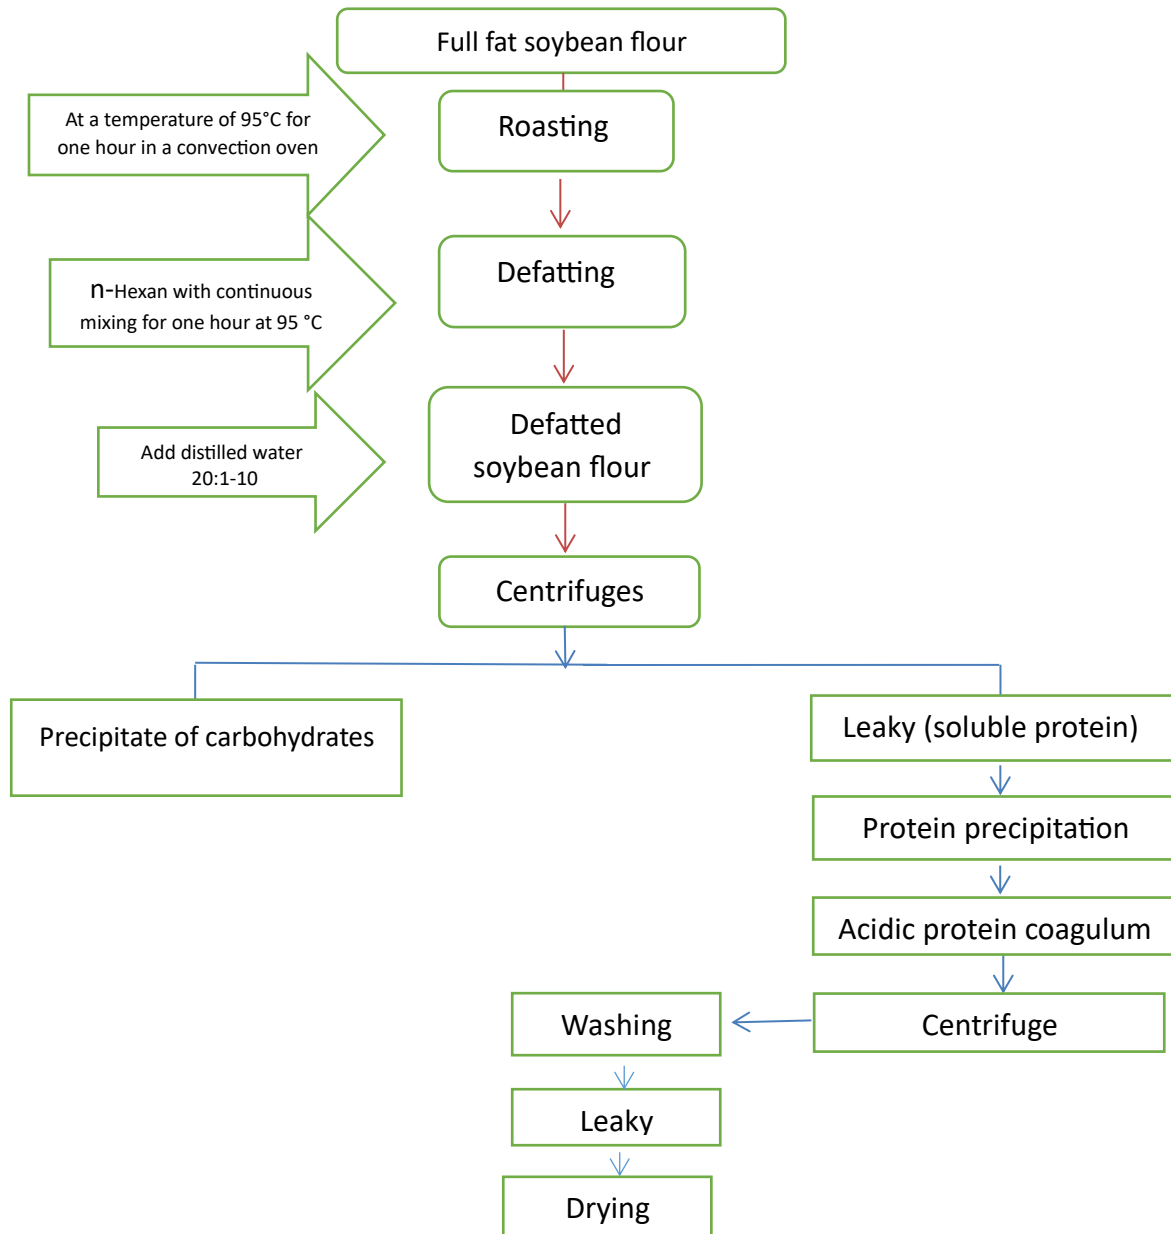 Full fat soybean flour
At a temperature of 95°C for
one hour in a convection oven
Roasting
n-Hexan with continuous
mixing for one hour at 95 °C
Defatting
Add distilled water
20:1-10
Defatted
soybean flour
Centrifuges
Precipitate of carbohydrates
Leaky (soluble protein)
Protein precipitation
Acidic protein coagulum
Centrifuge
Washing
Leaky
Drying